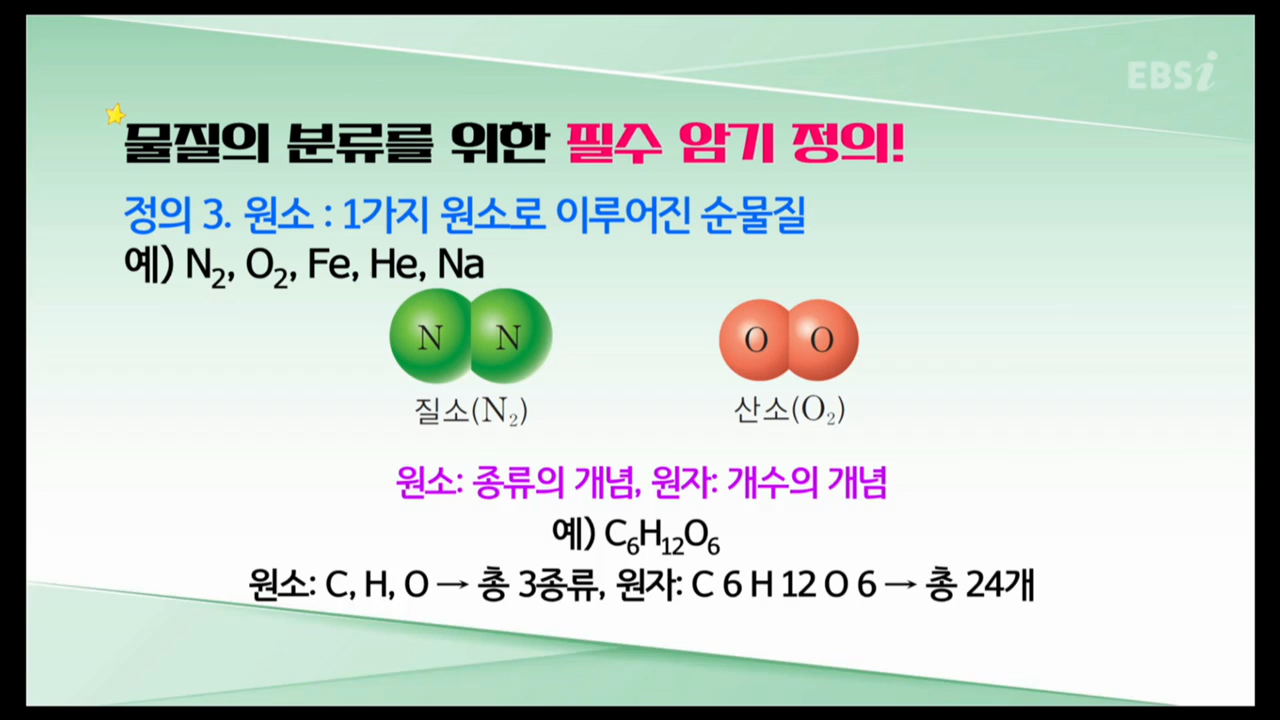 EBSi
물질의 분류를 위한 필수 암기 정의!
정의 3. 원소 : 1가지 원소로 이루어진 순물질
예) N₂, O₂, Fe, He, Na
N N O O
질소(N₂) 산소(O₂)
원소: 종류의 개념, 원자: 개수의 개념
예) C₆H₁₂O₆
원소: C, H, O → 총 3종류, 원자: C 6 H 12 O 6 → 총 24개